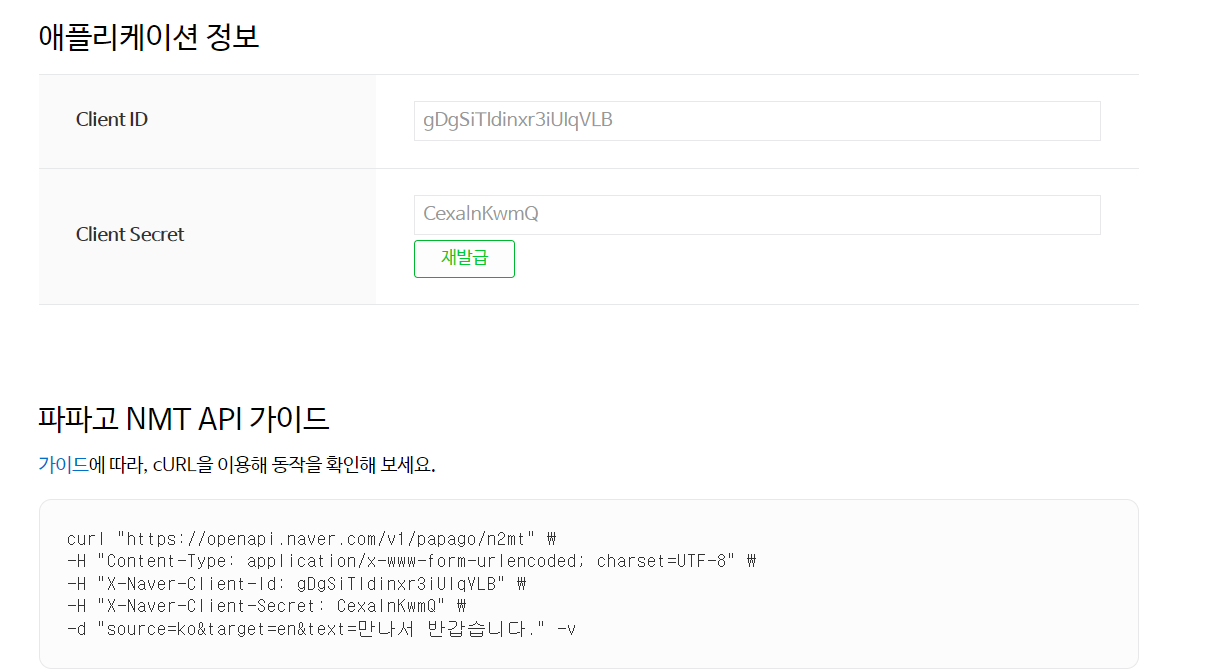 애플리케이션 정보
Client ID
gDgSiTldinxr3iUlqVLB
Client Secret
CexalnKwmQ
재발급
파파고 NMT API 가이드
가이드에 따라, cURL을 이용해 동작을 확인해 보세요.
curl "https://openapi.naver.com/v1/papago/n2mt" ₩
-H "Content-Type: application/x-www-form-urlencoded; charset=UTF-8" ₩
-H "X-Naver-Client-Id: gDgSiTldinxr3iUlqVLB" ₩
-H "X-Naver-Client-Secret: CexalnKwmQ" ₩
-d "source=ko&target=en&text=만나서 반갑습니다." -v